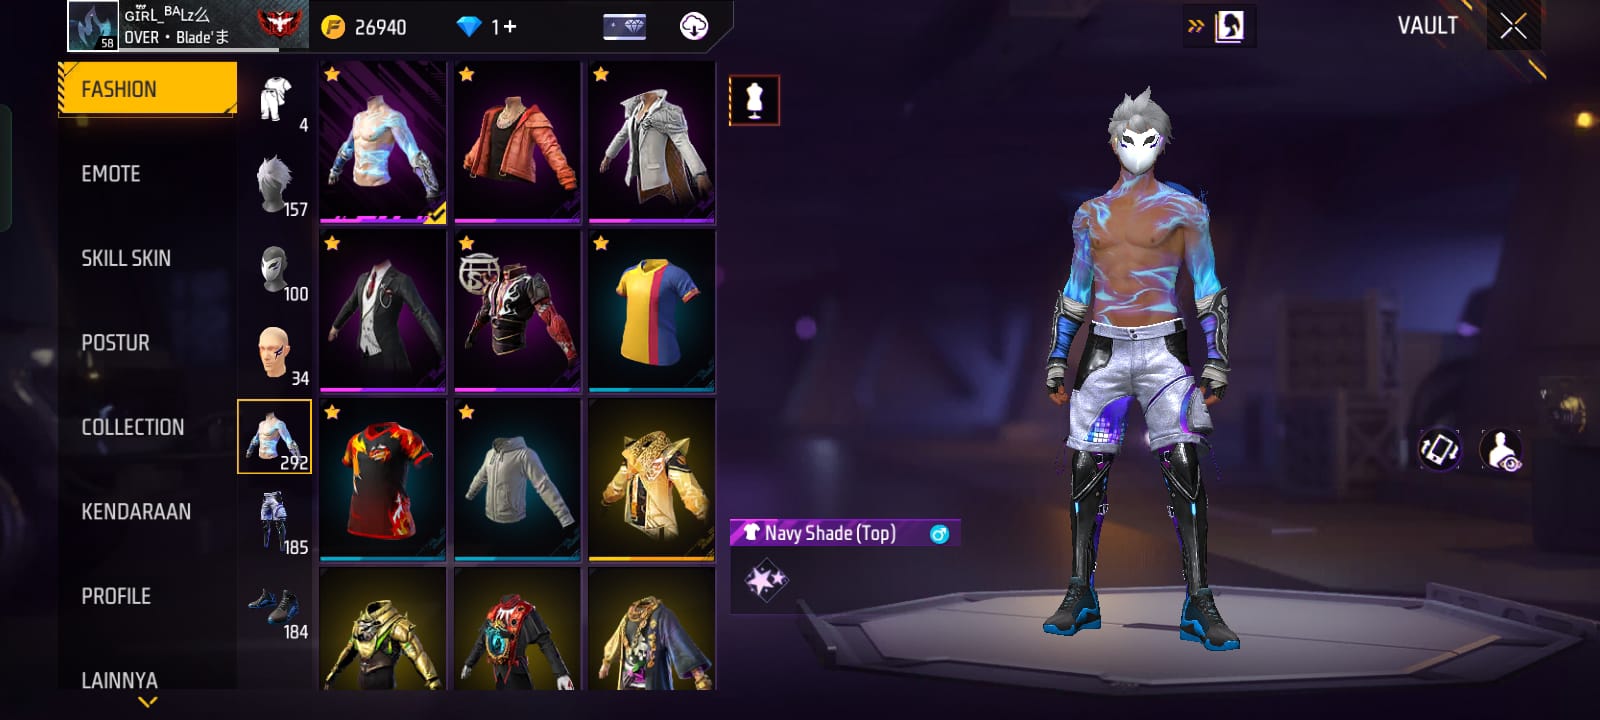 GIRL_ᴮᴬLz么
58
OVER • Blade'ま
26940
1+
VAULT
FASHION
EMOTE
SKILL SKIN
POSTUR
COLLECTION
KENDARAAN
PROFILE
LAINNYA
4
157
100
34
292
185
184
Navy Shade (Top)